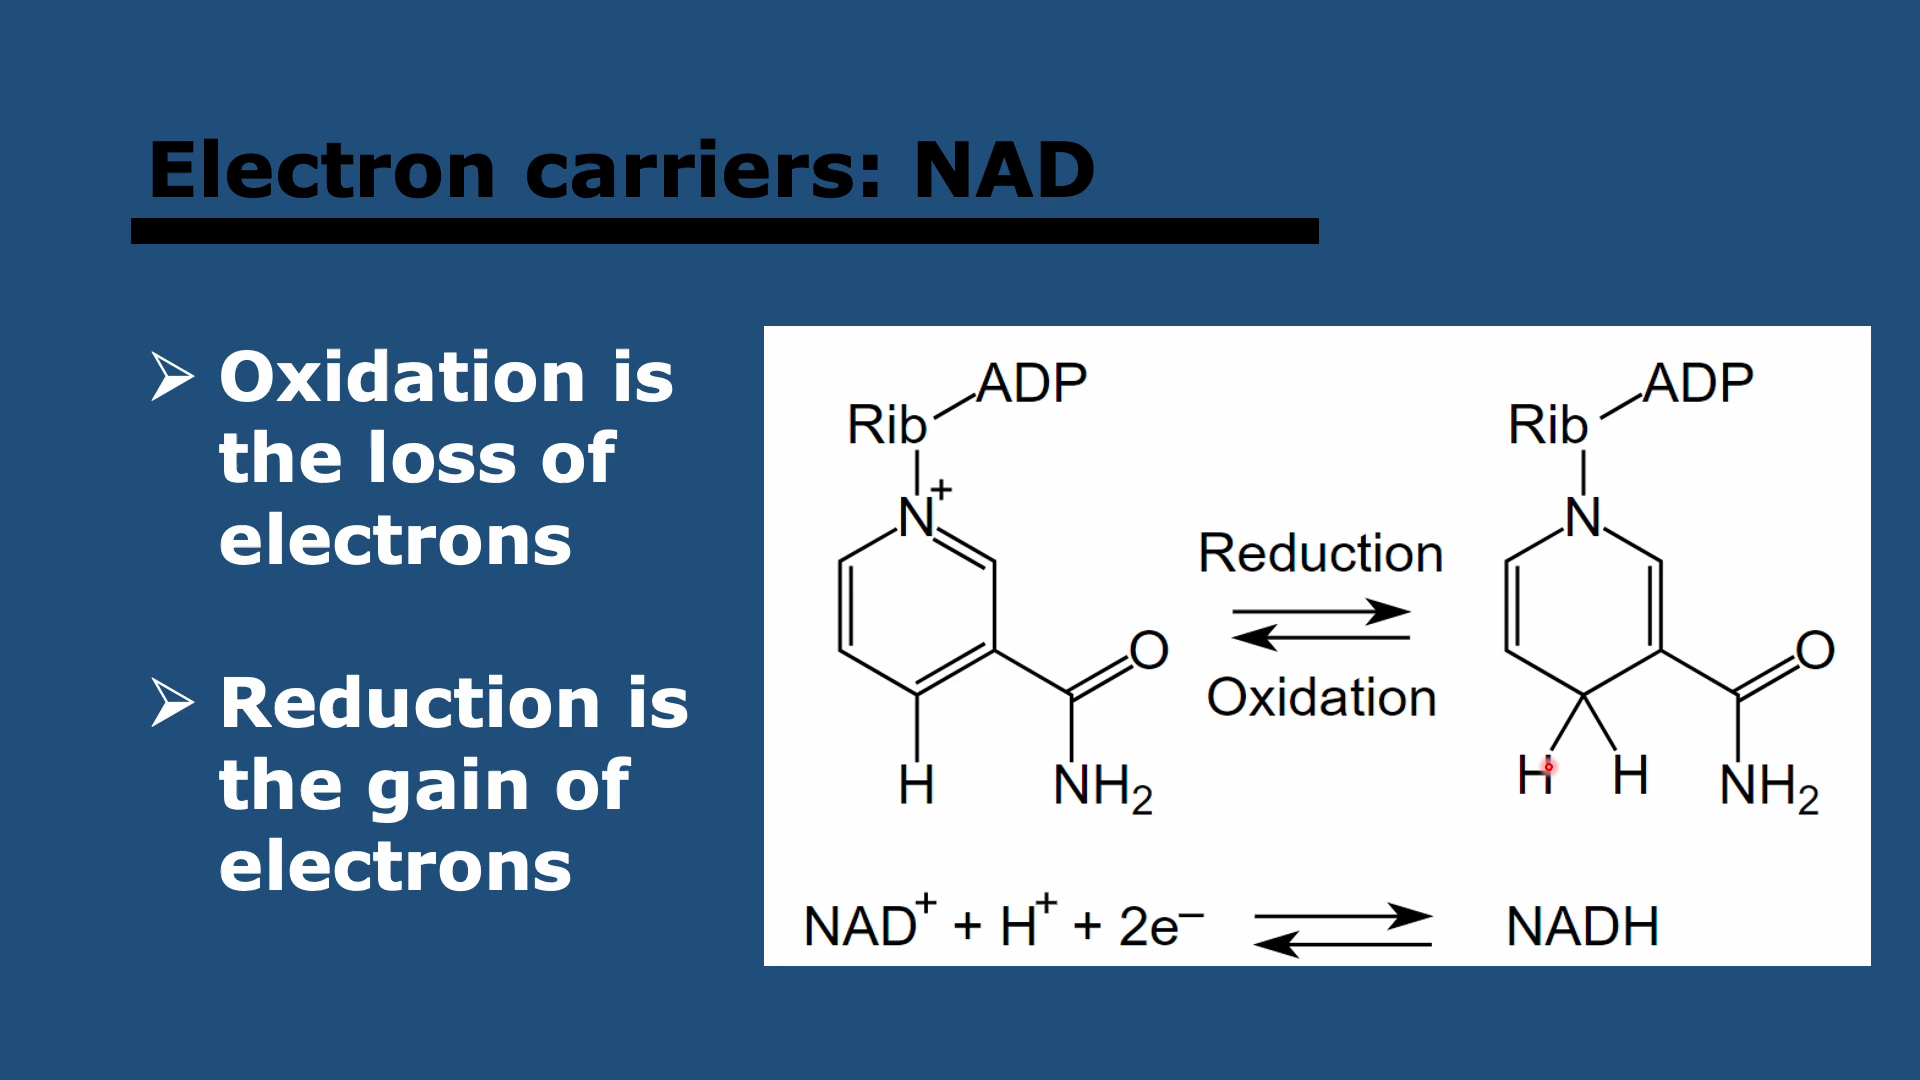 Electron carriers: NAD
➢ Oxidation is
the loss of
electrons
➢ Reduction is
the gain of
electrons
ADP
Rib
N+
O
H
NH2
Reduction
Oxidation
ADP
Rib
N
O
H H
NH2
NAD+ + H+ + 2e− NADH